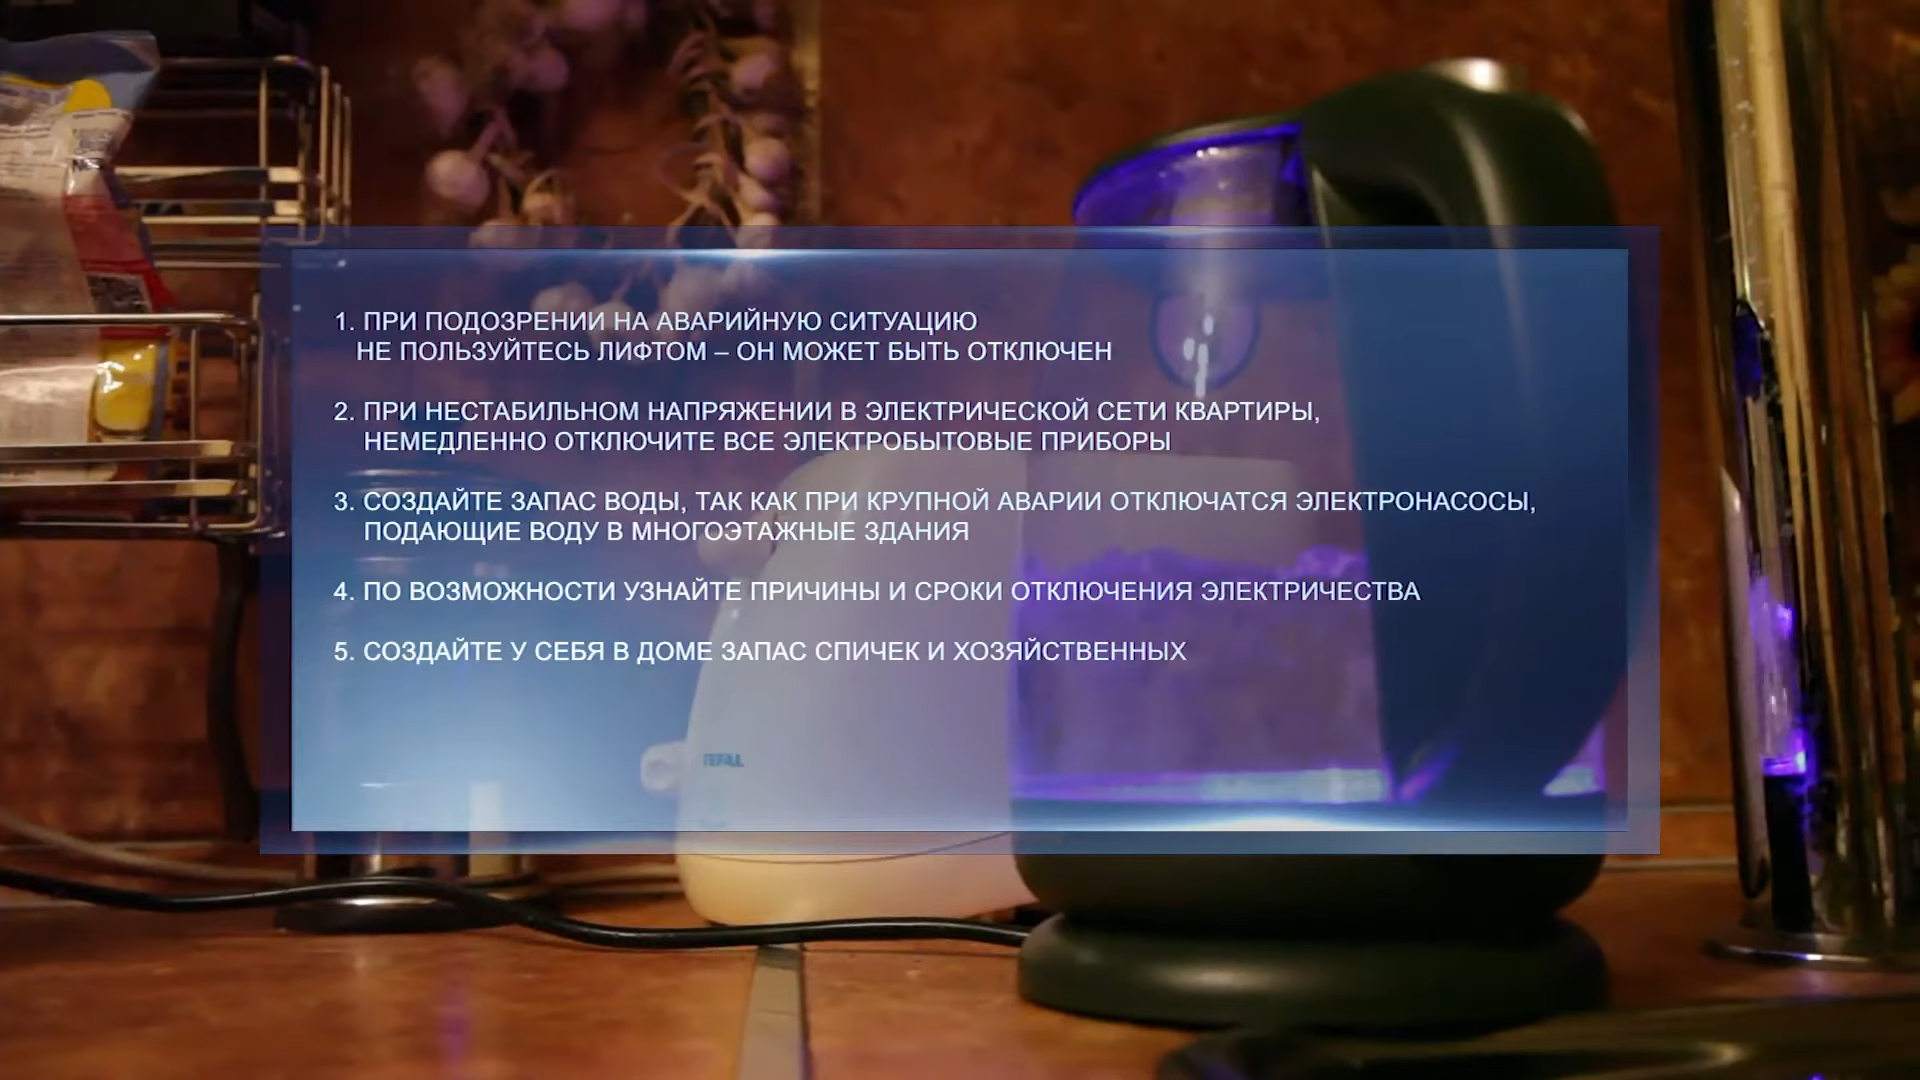 1. ПРИ ПОДОЗРЕНИИ НА АВАРИЙНУЮ СИТУАЦИЮ
НЕ ПОЛЬЗУЙТЕСЬ ЛИФТОМ – ОН МОЖЕТ БЫТЬ ОТКЛЮЧЕН
2. ПРИ НЕСТАБИЛЬНОМ НАПРЯЖЕНИИ В ЭЛЕКТРИЧЕСКОЙ СЕТИ КВАРТИРЫ,
НЕМЕДЛЕННО ОТКЛЮЧИТЕ ВСЕ ЭЛЕКТРОБЫТОВЫЕ ПРИБОРЫ
3. СОЗДАЙТЕ ЗАПАС ВОДЫ, ТАК КАК ПРИ КРУПНОЙ АВАРИИ ОТКЛЮЧАТСЯ ЭЛЕКТРОНАСОСЫ,
ПОДАЮЩИЕ ВОДУ В МНОГОЭТАЖНЫЕ ЗДАНИЯ
4. ПО ВОЗМОЖНОСТИ УЗНАЙТЕ ПРИЧИНЫ И СРОКИ ОТКЛЮЧЕНИЯ ЭЛЕКТРИЧЕСТВА
5. СОЗДАЙТЕ У СЕБЯ В ДОМЕ ЗАПАС СПИЧЕК И ХОЗЯЙСТВЕННЫХ
TEFAL